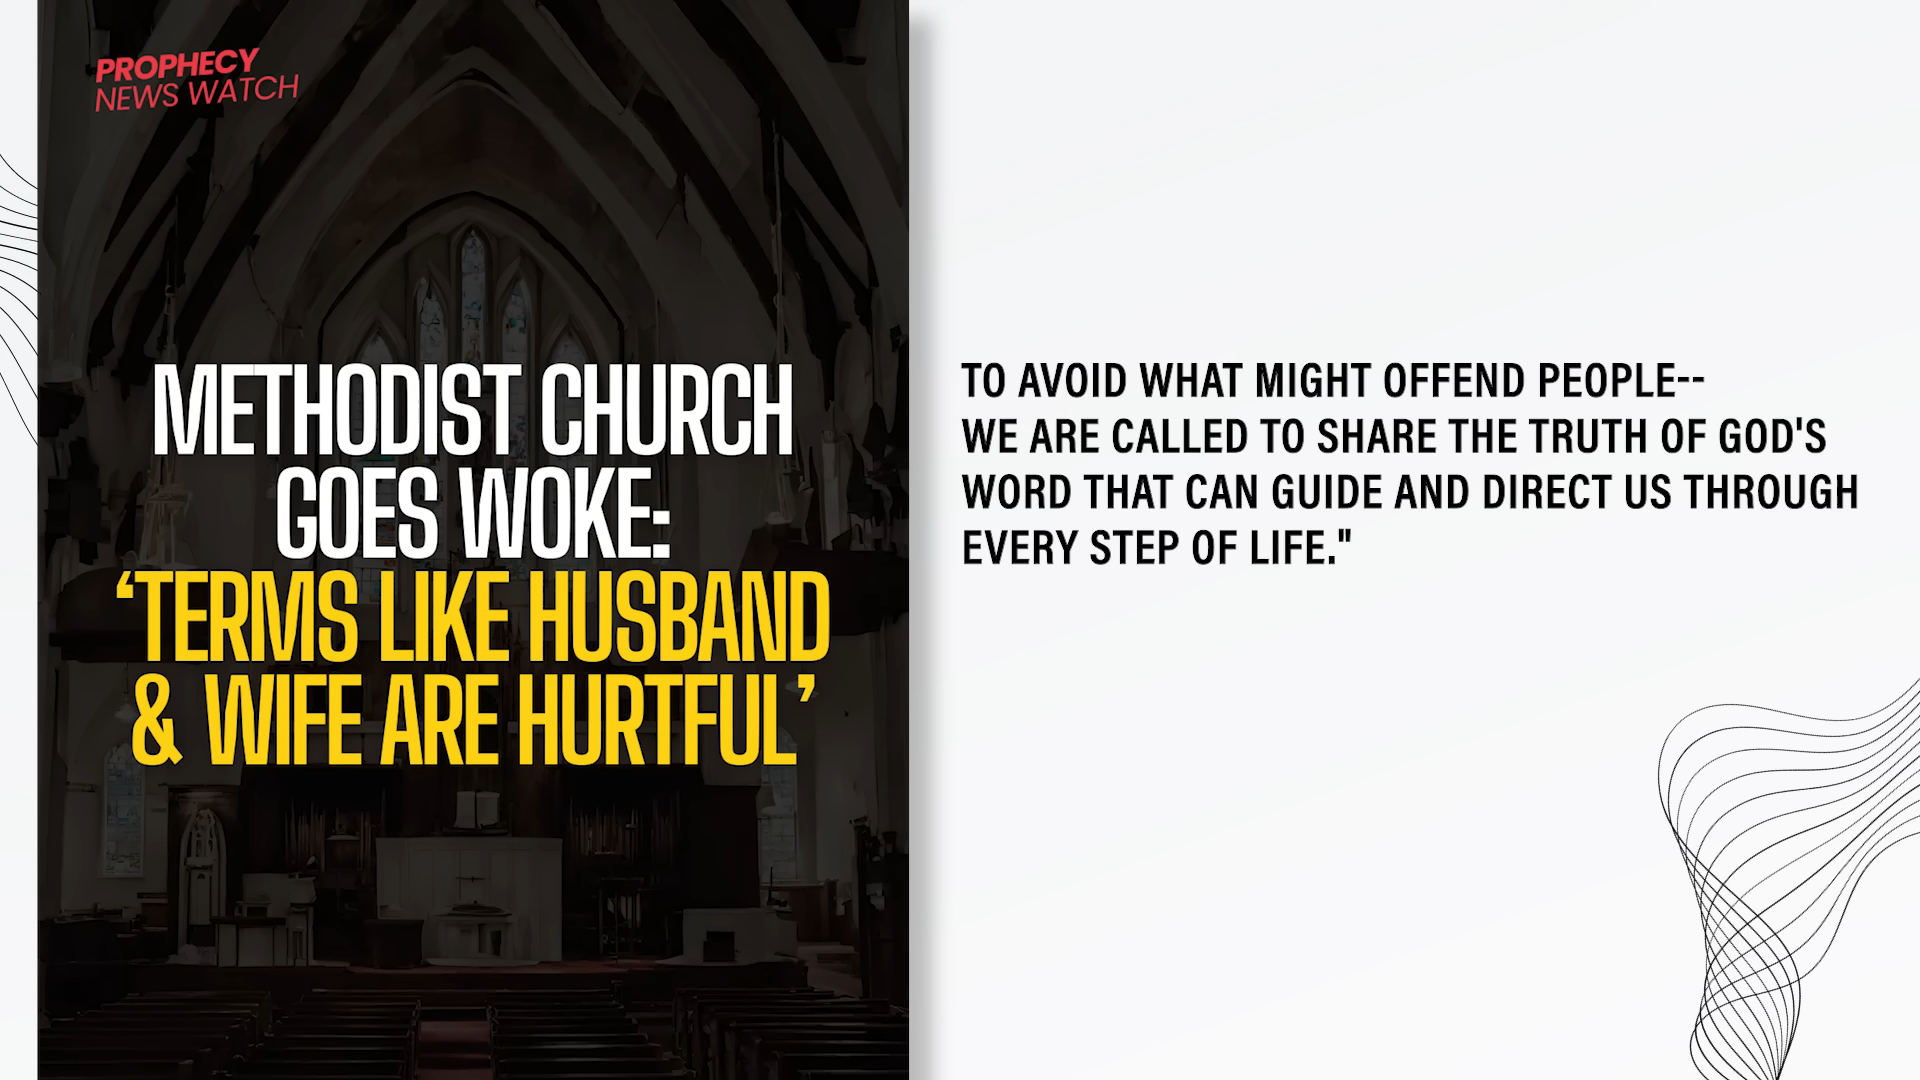 PROPHECY
NEWS WATCH
METHODIST CHURCH
GOES WOKE:
‘TERMS LIKE HUSBAND
& WIFE ARE HURTFUL’
TO AVOID WHAT MIGHT OFFEND PEOPLE--
WE ARE CALLED TO SHARE THE TRUTH OF GOD'S
WORD THAT CAN GUIDE AND DIRECT US THROUGH
EVERY STEP OF LIFE."